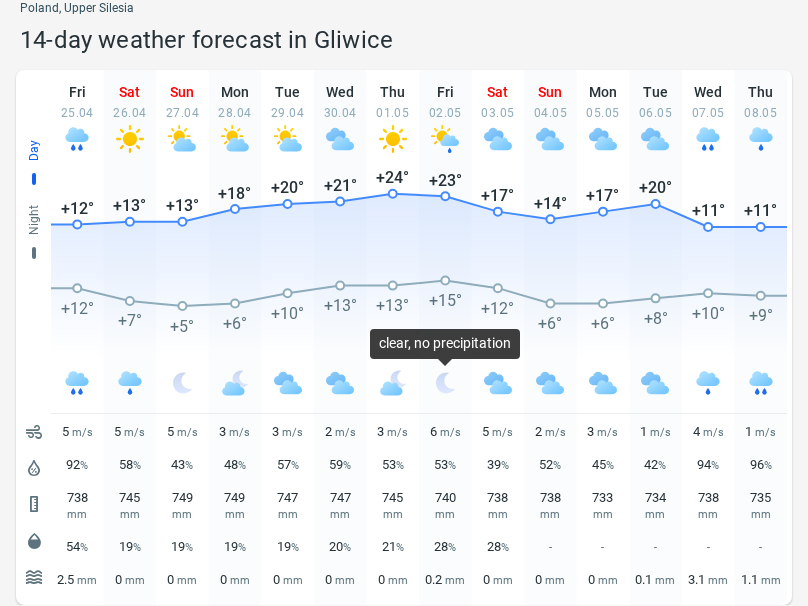 Poland, Upper Silesia
14-day weather forecast in Gliwice
Fri Sat Sun Mon Tue Wed Thu Fri Sat Sun Mon Tue Wed Thu
25.04 26.04 27.04 28.04 29.04 30.04 01.05 02.05 03.05 04.05 05.05 06.05 07.05 08.05
Day
+12° +13° +13° +18° +20° +21° +24° +23° +17° +14° +17° +20° +11° +11°
Night
+12° +7° +5° +6° +10° +13° +13° +15° +12° +6° +6° +8° +10° +9°
clear, no precipitation
5 m/s 5 m/s 5 m/s 3 m/s 3 m/s 2 m/s 3 m/s 6 m/s 5 m/s 2 m/s 3 m/s 1 m/s 4 m/s 1 m/s
92% 58% 43% 48% 57% 59% 53% 53% 39% 52% 45% 42% 94% 96%
738 745 749 749 747 747 745 740 738 738 733 734 738 735
mm mm mm mm mm mm mm mm mm mm mm mm mm mm
54% 19% 19% 19% 19% 20% 21% 28% 28% - - - - -
2.5 mm 0 mm 0 mm 0 mm 0 mm 0 mm 0 mm 0.2 mm 0 mm 0 mm 0 mm 0.1 mm 3.1 mm 1.1 mm